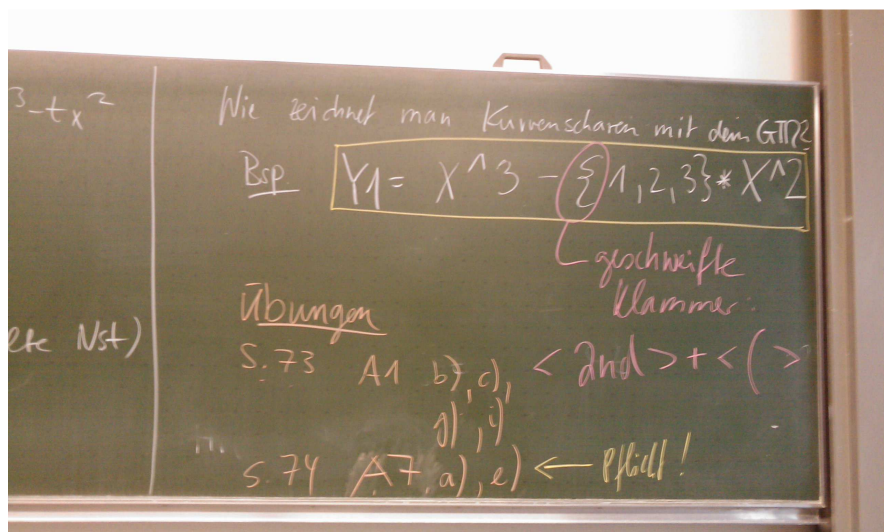 ³-tx²
Nst)
Wie zeichnet man Kurvenscharen mit dem GTR?
Bsp Y1= X^3 - {1,2,3}* X^2
geschweifte
Klammer:
<2nd>+<(>
Übungen
S.73 A1 b),c),
g),i)
S.74 A7 a),e) ← Pflicht!